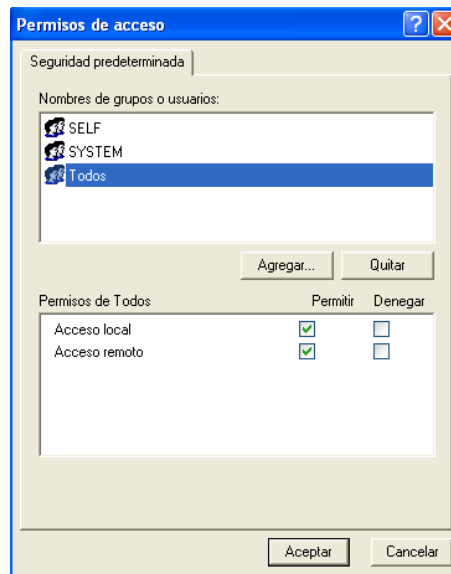 Permisos de acceso
Seguridad predeterminada
Nombres de grupos o usuarios:
SELF
SYSTEM
Todos
Agregar... Quitar
Permisos de Todos Permitir Denegar
Acceso local
Acceso remoto
Aceptar Cancelar